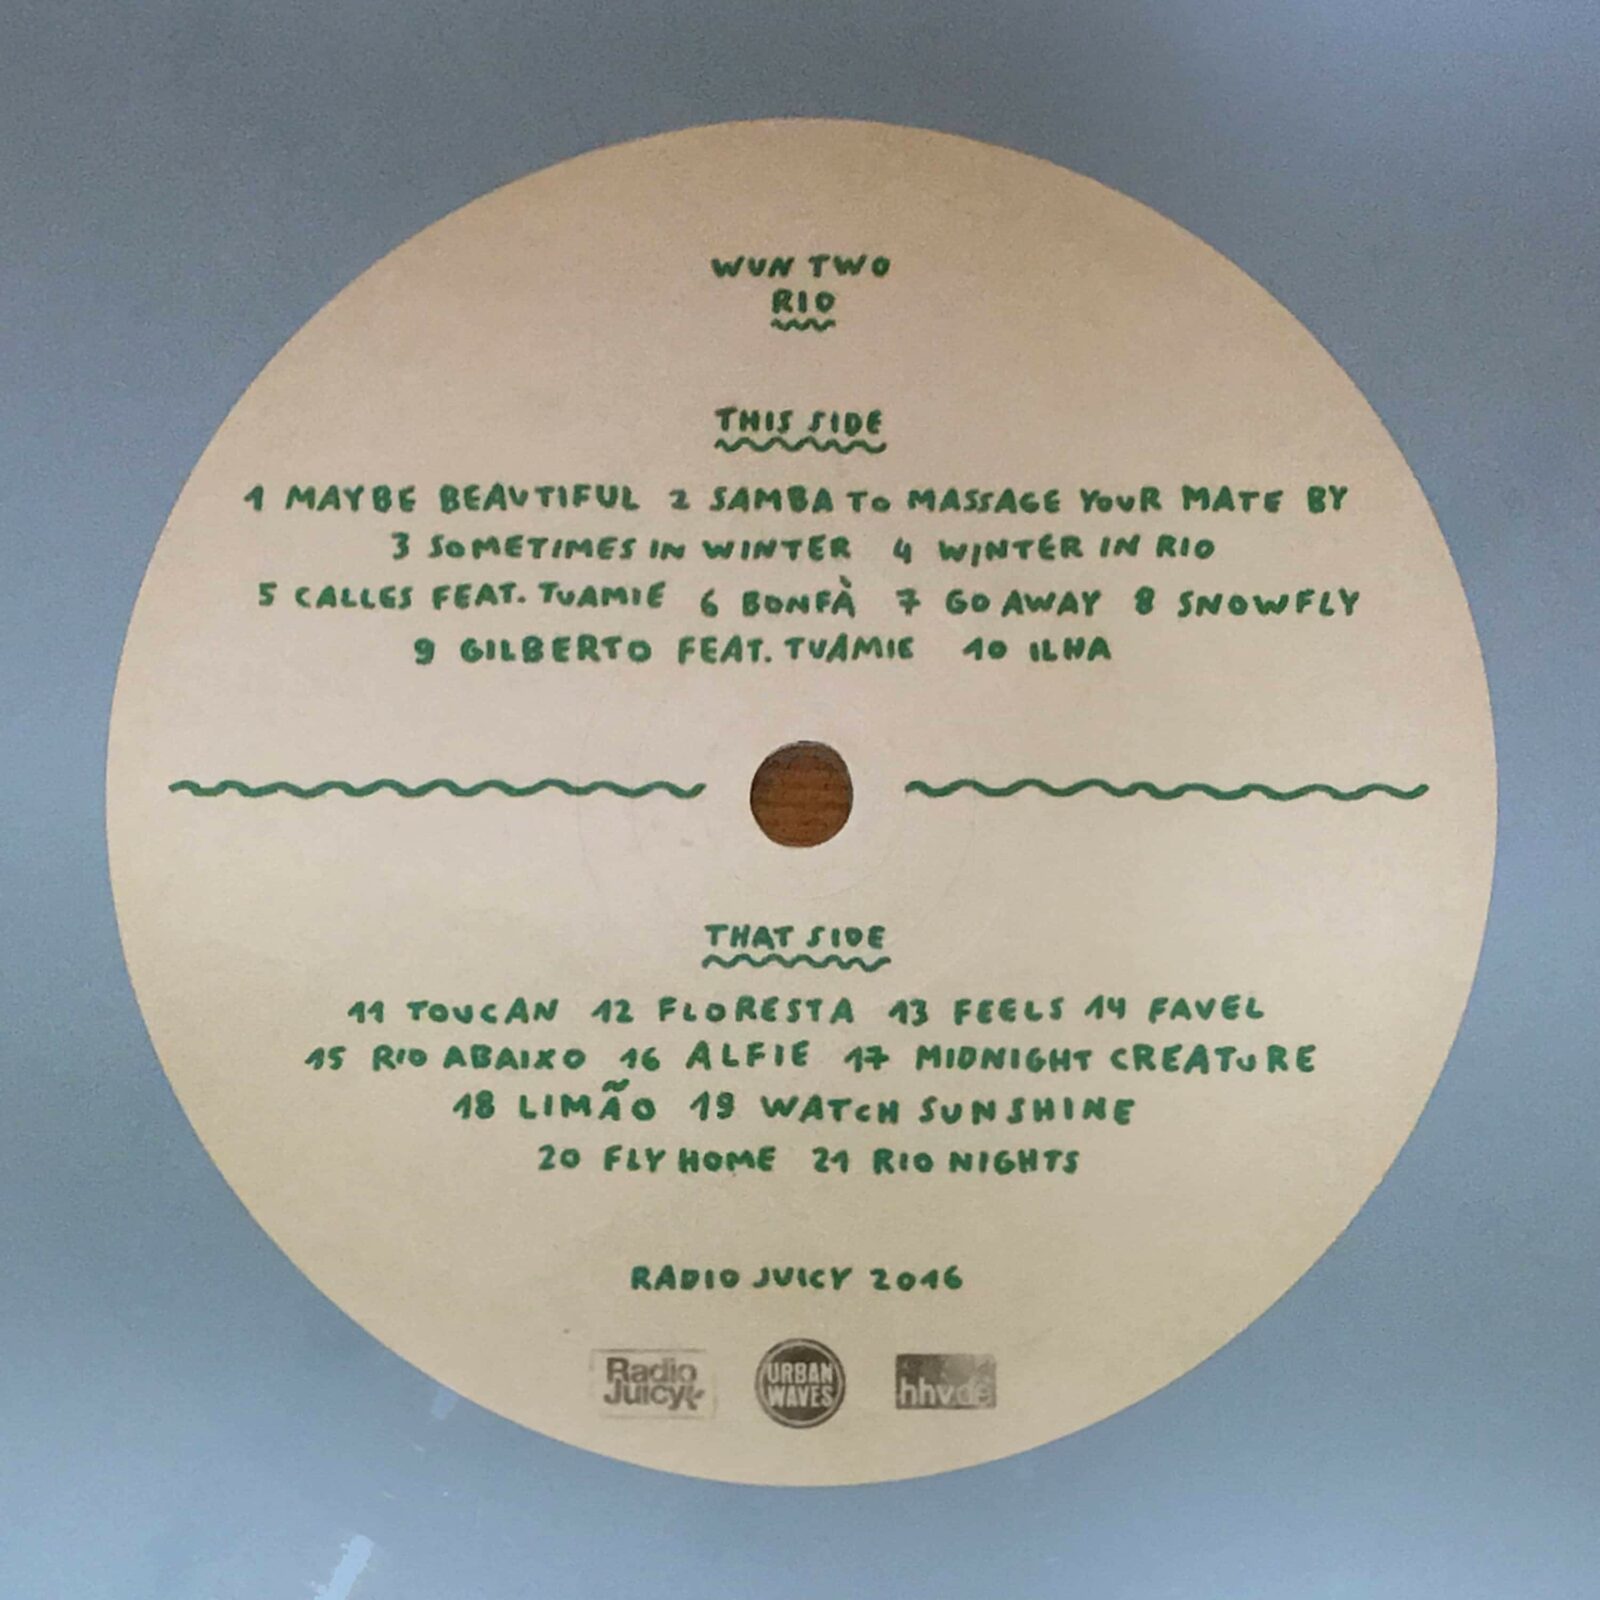 WUN TWO
RIO
THIS SIDE
1 MAYBE BEAUTIFUL 2 SAMBA TO MASSAGE YOUR MATE BY
3 SOMETIMES IN WINTER 4 WINTER IN RIO
5 CALLES FEAT. TUAMIE 6 BONFÀ 7 GO AWAY 8 SNOWFLY
9 GILBERTO FEAT. TUAMIE 10 ILHA
THAT SIDE
11 TOUCAN 12 FLORESTA 13 FEELS 14 FAVEL
15 RIO ABAIXO 16 ALFIE 17 MIDNIGHT CREATURE
18 LIMÃO 19 WATCH SUNSHINE
20 FLY HOME 21 RIO NIGHTS
RADIO JUICY 2016
Radio
Juicy
URBAN
WAVES
hhv.de